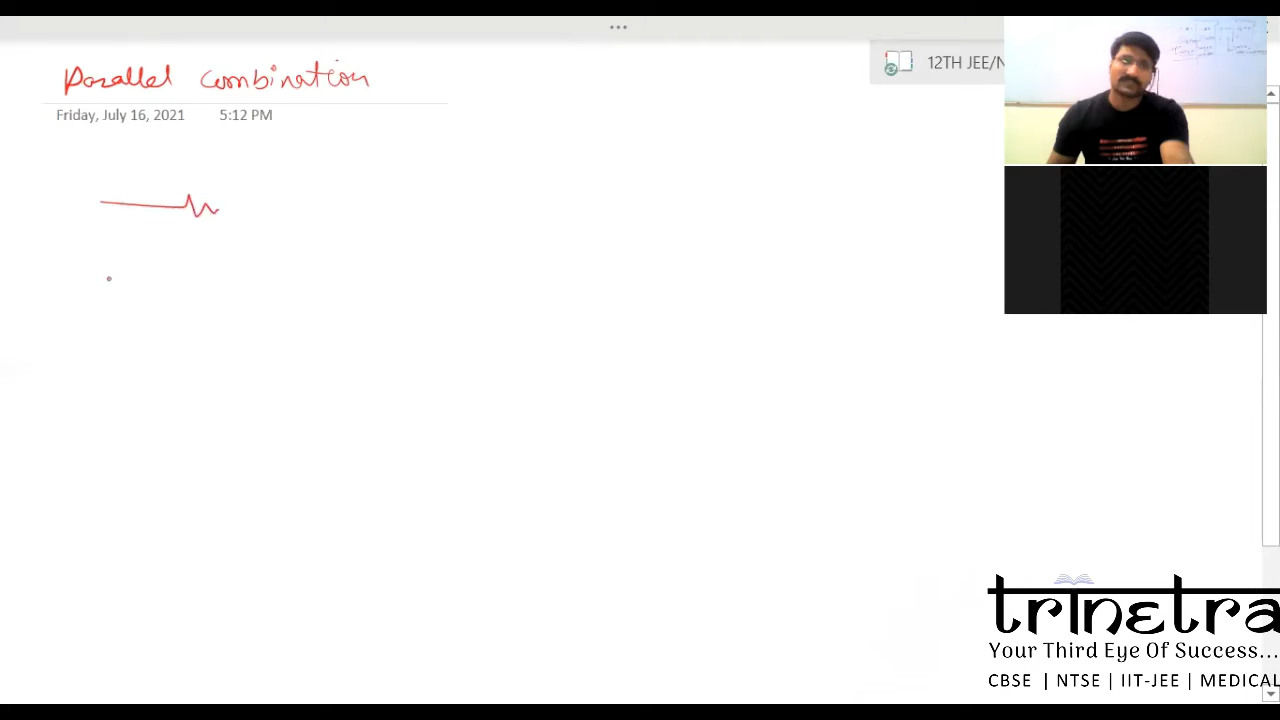 Parallel combination
Friday, July 16, 2021 5:12 PM
12TH JEE/N
trinetra
Your Third Eye Of Success...
CBSE | NTSE | IIT-JEE | MEDICAL